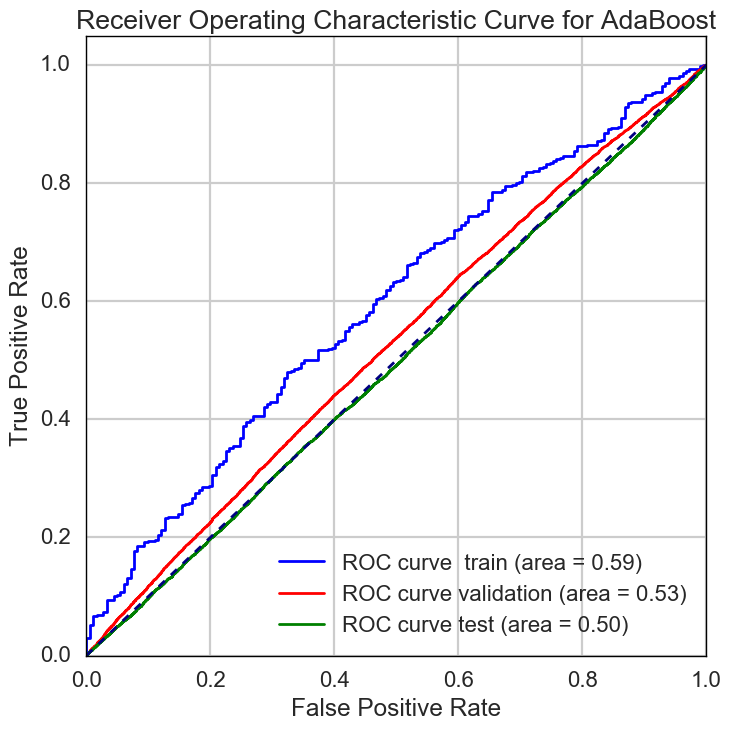 Receiver Operating Characteristic Curve for AdaBoost
1.0
0.8
0.6
0.4
0.2
0.0
True Positive Rate
ROC curve  train (area = 0.59)
ROC curve validation (area = 0.53)
ROC curve test (area = 0.50)
0.0 0.2 0.4 0.6 0.8 1.0
False Positive Rate